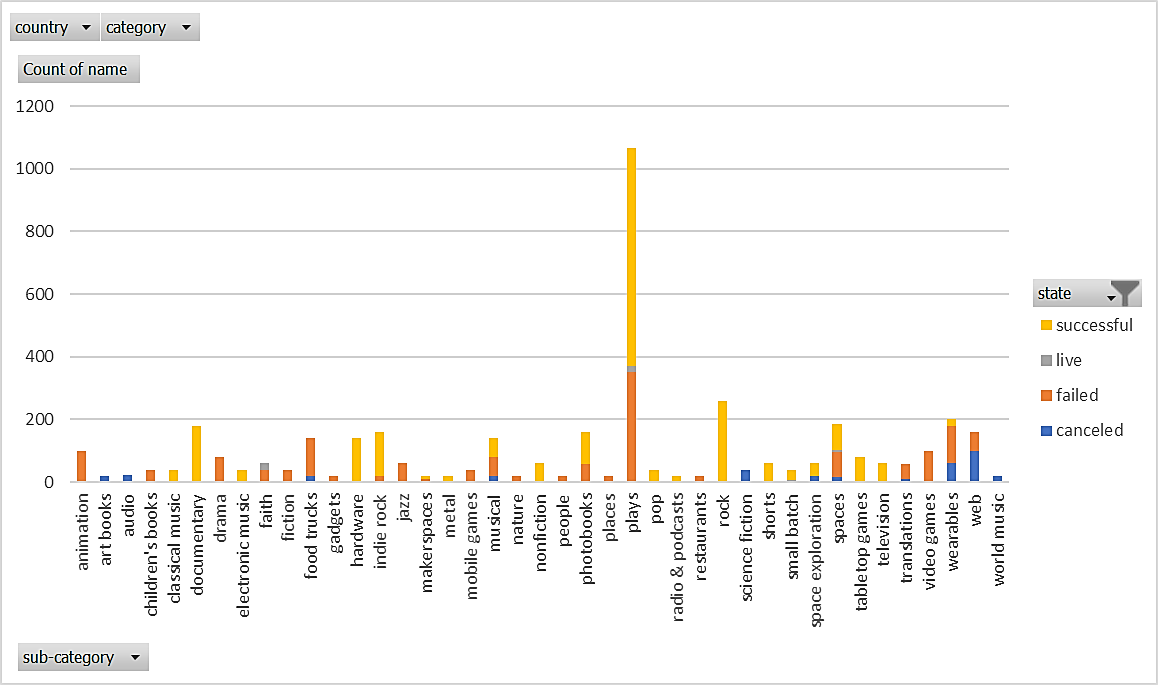 country category
Count of name
1200
1000
800
600
400
200
0
animation
art books
audio
children's books
classical music
documentary
drama
electronic music
faith
fiction
food trucks
gadgets
hardware
indie rock
jazz
makerspaces
metal
mobile games
musical
nature
nonfiction
people
photobooks
places
plays
pop
radio & podcasts
restaurants
rock
science fiction
shorts
small batch
space exploration
spaces
tabletop games
television
translations
video games
wearables
web
world music
state
successful
live
failed
canceled
sub-category